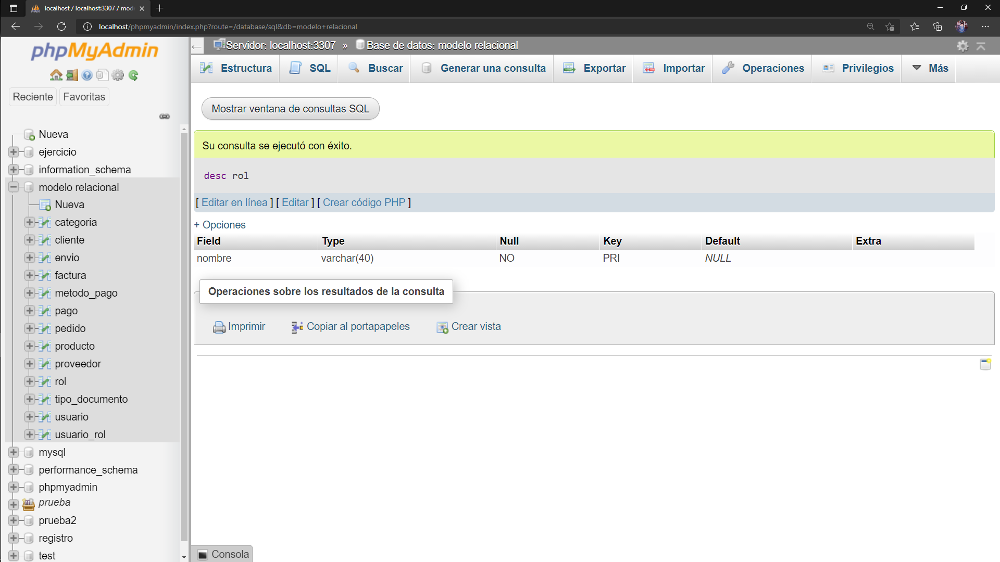 localhost / localhost:3307 / mod
localhost/phpmyadmin/index.php?route=/database/sql&db=modelo+relacional
phpMyAdmin
Reciente Favoritas
Nueva
ejercicio
information_schema
modelo relacional
Nueva
categoria
cliente
envio
factura
metodo_pago
pago
pedido
producto
proveedor
rol
tipo_documento
usuario
usuario_rol
mysql
performance_schema
phpmyadmin
prueba
prueba2
registro
test
Servidor: localhost:3307 » Base de datos: modelo relacional
Estructura SQL Buscar Generar una consulta Exportar Importar Operaciones Privilegios Más
Mostrar ventana de consultas SQL
Su consulta se ejecutó con éxito.
desc rol
[ Editar en línea ] [ Editar ] [ Crear código PHP ]
+ Opciones
Field Type Null Key Default Extra
nombre varchar(40) NO PRI NULL
Operaciones sobre los resultados de la consulta
Imprimir Copiar al portapapeles Crear vista
Consola